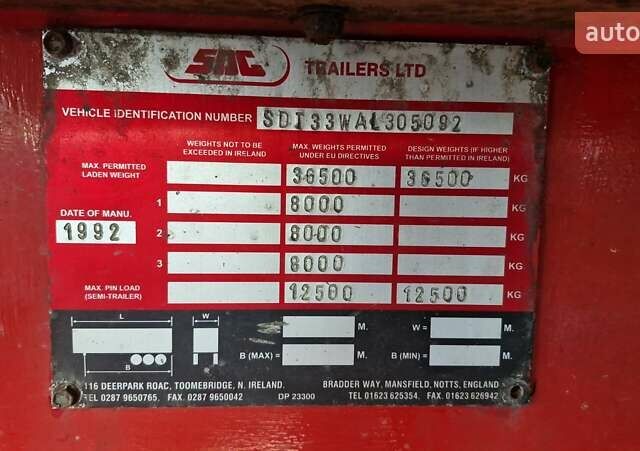 auto
SDC TRAILERS LTD
VEHICLE IDENTIFICATION NUMBER SDT33WAL305092
WEIGHTS NOT TO BE EXCEEDED IN IRELAND
MAX. WEIGHTS PERMITTED UNDER EU DIRECTIVES
DESIGN WEIGHTS (IF HIGHER THAN PERMITTED IN IRELAND)
MAX. PERMITTED LADEN WEIGHT 36500 36500 KG
DATE OF MANU. 1992
1 8000 KG
2 8000 KG
3 8000 KG
MAX. PIN LOAD (SEMI-TRAILER) 12500 12500 KG
L W
B
M. W = M.
B (MAX) = M. B (MIN) = M.
116 DEERPARK ROAC, TOOMEBRIDGE, N. IRELAND. BRADDER WAY, MANSFIELD, NOTTS, ENGLAND
TEL 0287 9650765. FAX. 0287 9650042 DP 23300 TEL 01623 625354. FAX. 01623 626942